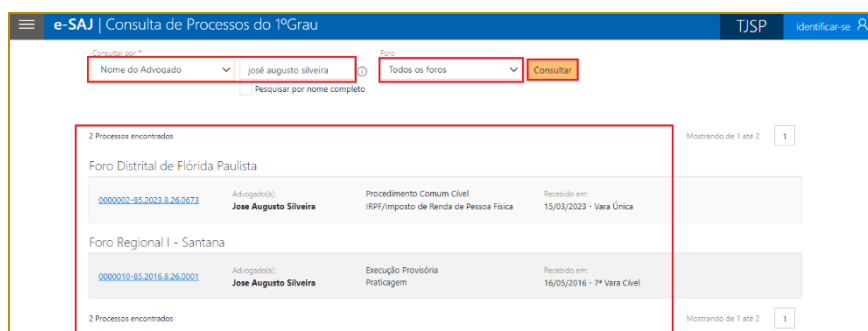 e-SAJ | Consulta de Processos do 1ºGrau
TJSP
Identificar-se
Consultar por *
Foro
Nome do Advogado
josé augusto silveira
Todos os foros
Consultar
Pesquisar por nome completo
2 Processos encontrados
Mostrando de 1 até 2
1
Foro Distrital de Flórida Paulista
0000002-85.2023.8.26.0673
Advogado(a):
Jose Augusto Silveira
Procedimento Comum Cível
IRPF/Imposto de Renda de Pessoa Física
Recebido em:
15/03/2023 - Vara Única
Foro Regional I - Santana
0000010-85.2016.8.26.0001
Advogado(a):
Jose Augusto Silveira
Execução Provisória
Praticagem
Recebido em:
16/05/2016 - 7ª Vara Cível
2 Processos encontrados
Mostrando de 1 até 2
1